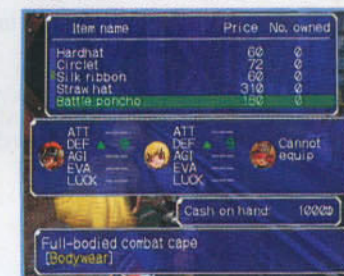 Item name Price No. owned
Hardhat 60 0
Circlet 72 0
Silk ribbon 60 0
Straw hat 310 0
Battle poncho 180 0
ATT ATT
DEF ▲ DEF ▲ 9 Cannot
AGI AGI equip
EVA EVA
LUCK LUCK
Cash on hand: 1000
Full-bodied combat cape
[Bodywear]